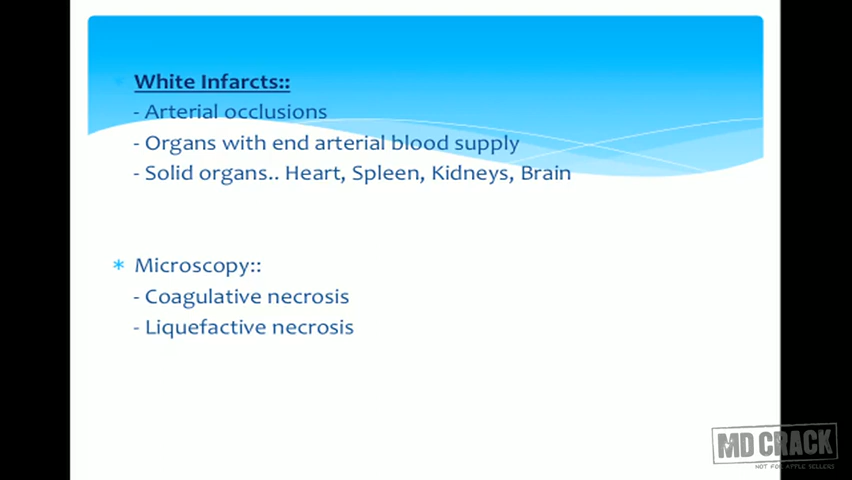 White Infarcts::
- Arterial occlusions
- Organs with end arterial blood supply
- Solid organs.. Heart, Spleen, Kidneys, Brain
* Microscopy::
- Coagulative necrosis
- Liquefactive necrosis
MD CRACK
NOT FOR APPLE SELLERS